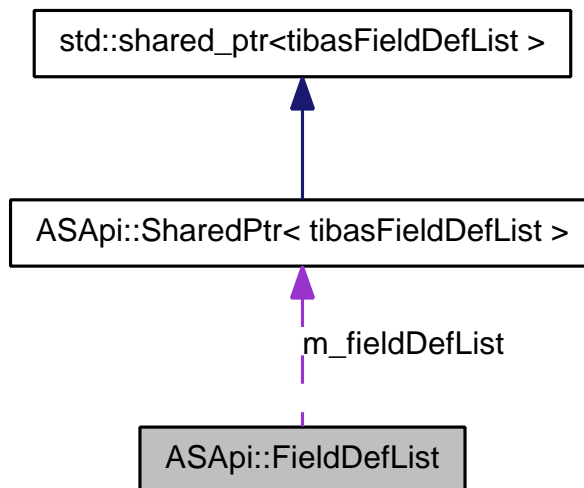 std::shared_ptr<tibasFieldDefList >
ASApi::SharedPtr< tibasFieldDefList >
m_fieldDefList
ASApi::FieldDefList